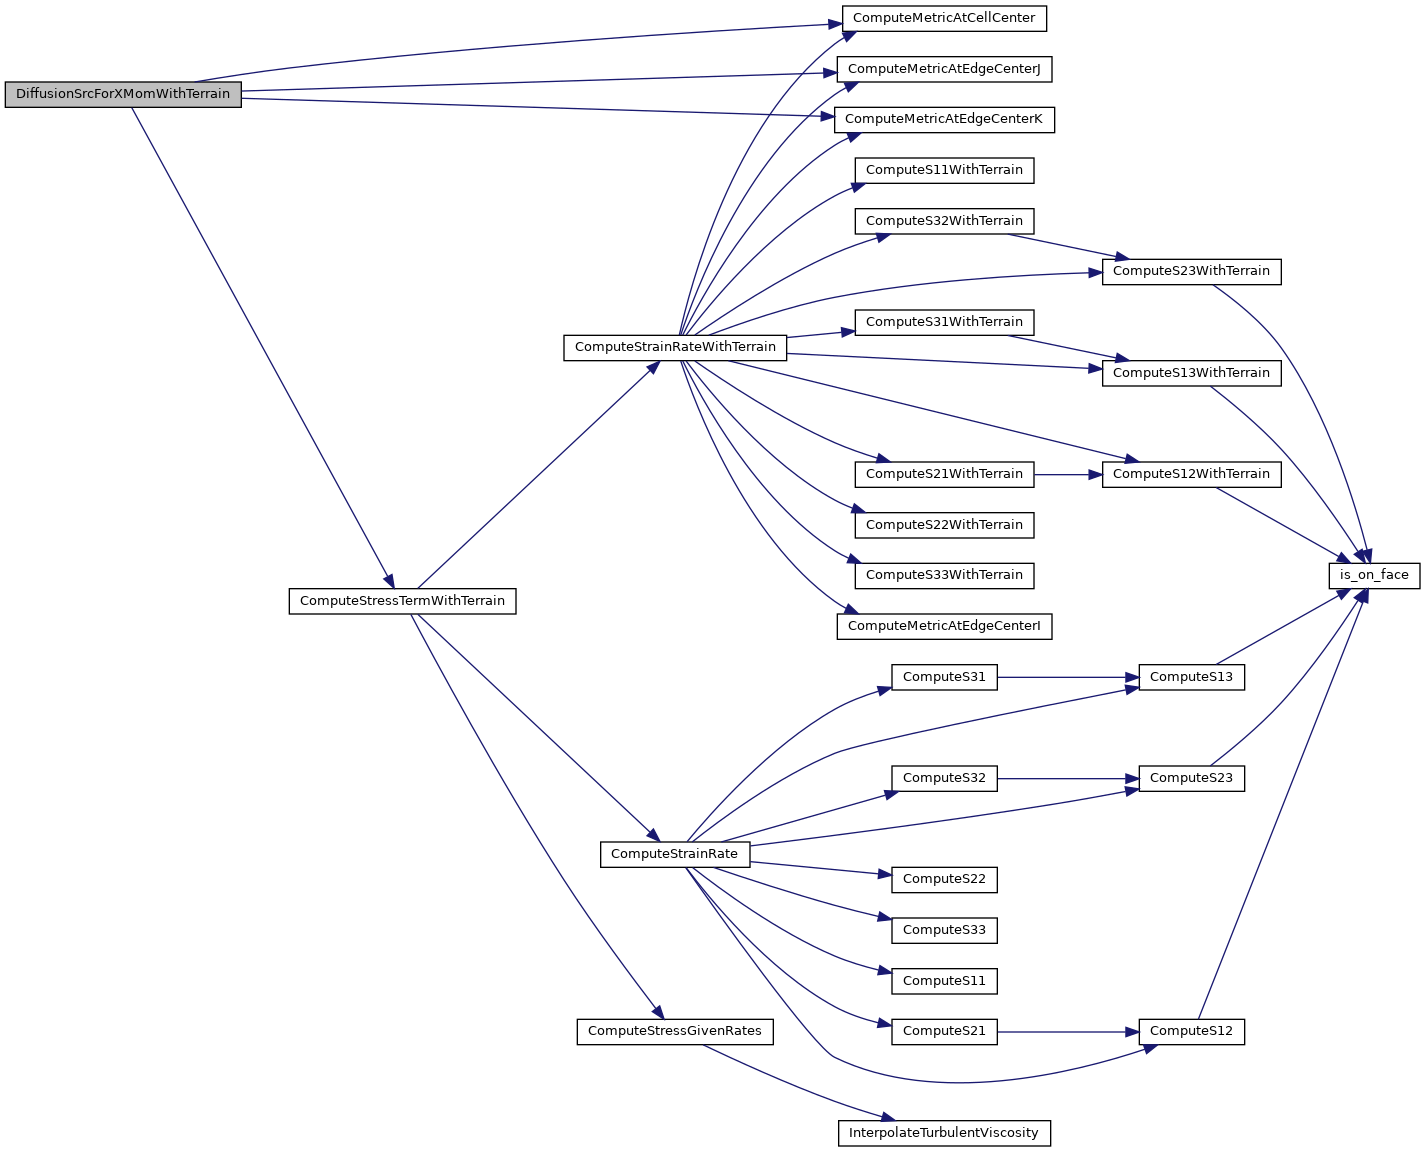 ComputeMetricAtCellCenter
ComputeMetricAtEdgeCenterJ
DiffusionSrcForXMomWithTerrain
ComputeMetricAtEdgeCenterK
ComputeS11WithTerrain
ComputeS32WithTerrain
ComputeS23WithTerrain
ComputeS31WithTerrain
ComputeStrainRateWithTerrain
ComputeS13WithTerrain
ComputeS21WithTerrain
ComputeS12WithTerrain
ComputeS22WithTerrain
ComputeS33WithTerrain
is_on_face
ComputeStressTermWithTerrain
ComputeMetricAtEdgeCenterI
ComputeS31
ComputeS13
ComputeS32
ComputeS23
ComputeStrainRate
ComputeS22
ComputeS33
ComputeS11
ComputeStressGivenRates
ComputeS21
ComputeS12
InterpolateTurbulentViscosity